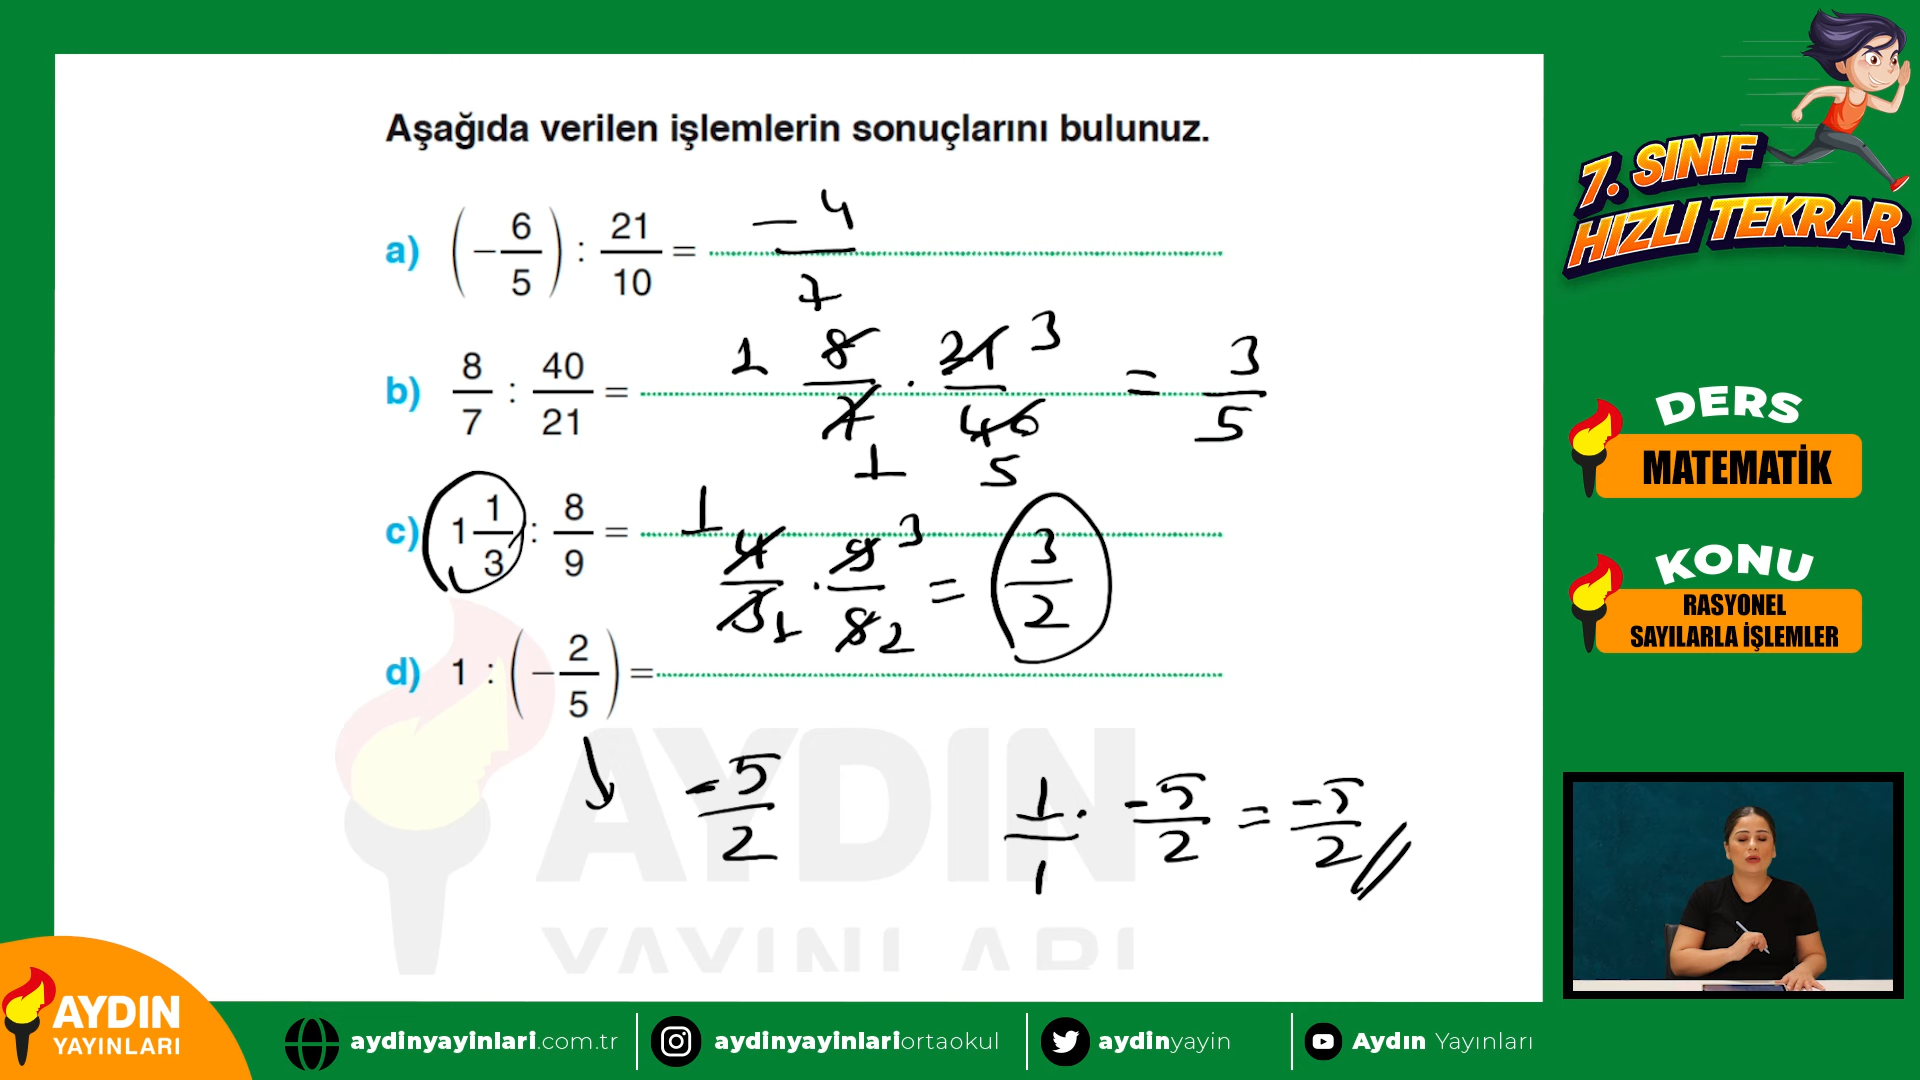 Aşağıda verilen işlemlerin sonuçlarını bulunuz.
a) (-6/5) : 21/10 = -4/7
b) 8/7 : 40/21 = 1 8/7 1 · 21 3/40 5 = 3/5
c) 1 1/3 : 8/9 = 1 4/3 1 · 9 3/8 2 = 3/2
d) 1 : (-2/5) =
-5/2
1/1 · -5/2 = -5/2
AYDIN
YAYINLARI
7. SINIF
HIZLI TEKRAR
DERS
MATEMATİK
KONU
RASYONEL
SAYILARLA İŞLEMLER
AYDIN
YAYINLARI
aydinyayinlari.com.tr
aydinyayinlariortaokul
aydinyayin
Aydın Yayınları